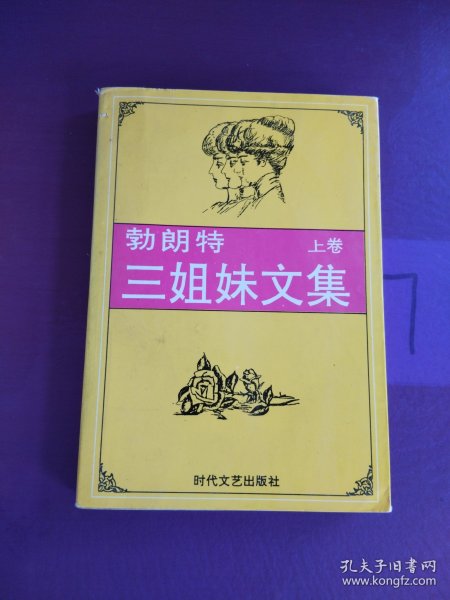 勃朗特
上卷
三姐妹文集
时代文艺出版社
孔夫子旧书网
www.kongfz.com